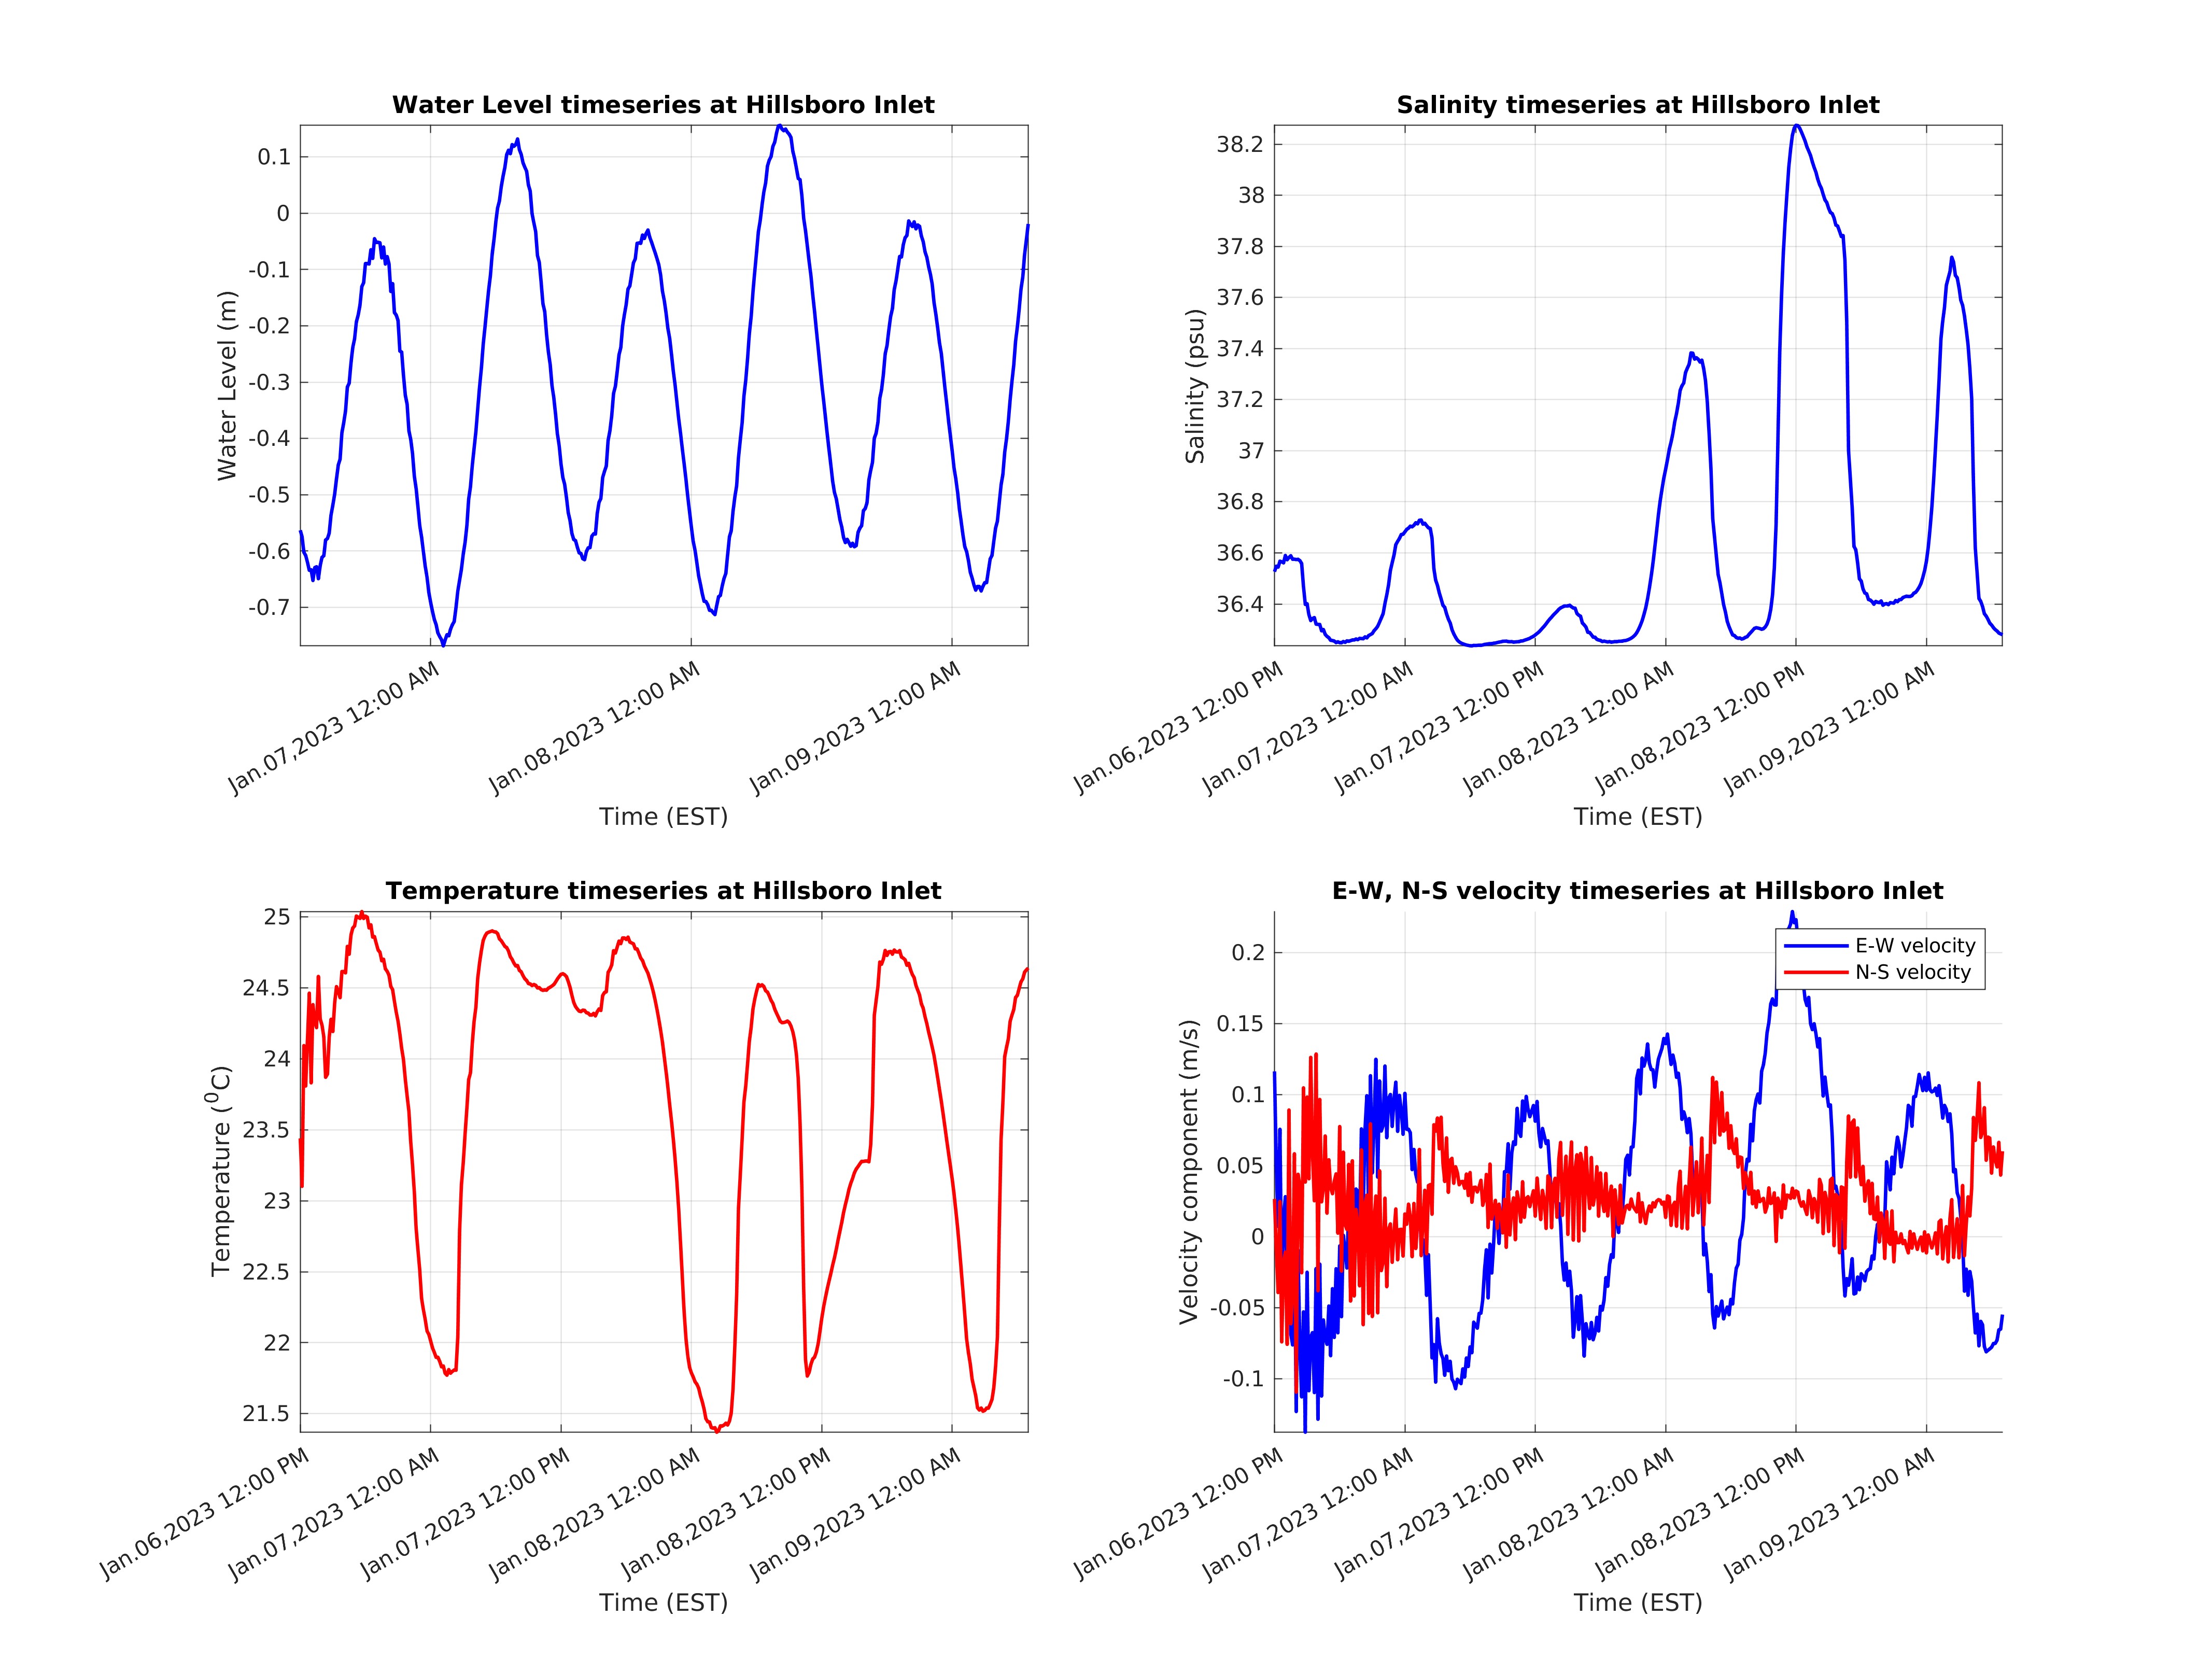 Water Level timeseries at Hillsboro Inlet
Water Level (m)
0.1
0
-0.1
-0.2
-0.3
-0.4
-0.5
-0.6
-0.7
Jan.07,2023 12:00 AM
Jan.08,2023 12:00 AM
Jan.09,2023 12:00 AM
Time (EST)
Salinity timeseries at Hillsboro Inlet
Salinity (psu)
38.2
38
37.8
37.6
37.4
37.2
37
36.8
36.6
36.4
Jan.06,2023 12:00 PM
Jan.07,2023 12:00 AM
Jan.07,2023 12:00 PM
Jan.08,2023 12:00 AM
Jan.08,2023 12:00 PM
Jan.09,2023 12:00 AM
Time (EST)
Temperature timeseries at Hillsboro Inlet
Temperature (⁰C)
25
24.5
24
23.5
23
22.5
22
21.5
Jan.06,2023 12:00 PM
Jan.07,2023 12:00 AM
Jan.07,2023 12:00 PM
Jan.08,2023 12:00 AM
Jan.08,2023 12:00 PM
Jan.09,2023 12:00 AM
Time (EST)
E-W, N-S velocity timeseries at Hillsboro Inlet
Velocity component (m/s)
0.2
0.15
0.1
0.05
0
-0.05
-0.1
E-W velocity
N-S velocity
Jan.06,2023 12:00 PM
Jan.07,2023 12:00 AM
Jan.07,2023 12:00 PM
Jan.08,2023 12:00 AM
Jan.08,2023 12:00 PM
Jan.09,2023 12:00 AM
Time (EST)